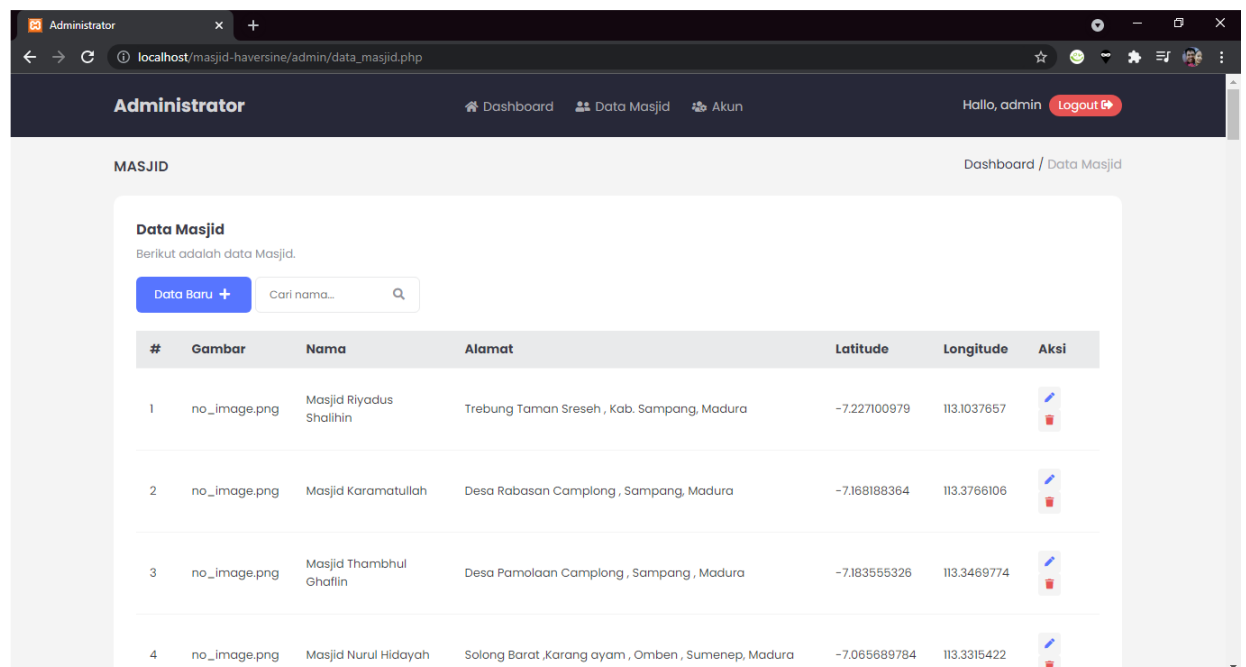 Administrator
localhost/masjid-haversine/admin/data_masjid.php
Administrator Dashboard Data Masjid Akun Hallo, admin Logout
MASJID Dashboard / Data Masjid
Data Masjid
Berikut adalah data Masjid.
Data Baru + Cari nama...
# Gambar Nama Alamat Latitude Longitude Aksi
1 no_image.png Masjid Riyadus Shalihin Trebung Taman Sreseh , Kab. Sampang, Madura -7.227100979 113.1037657
2 no_image.png Masjid Karamatullah Desa Rabasan Camplong , Sampang, Madura -7.168188364 113.3766106
3 no_image.png Masjid Thambhul Ghaflin Desa Pamolaan Camplong , Sampang , Madura -7.183555326 113.3469774
4 no_image.png Masjid Nurul Hidayah Solong Barat ,Karang ayam , Omben , Sumenep, Madura -7.065689784 113.3315422